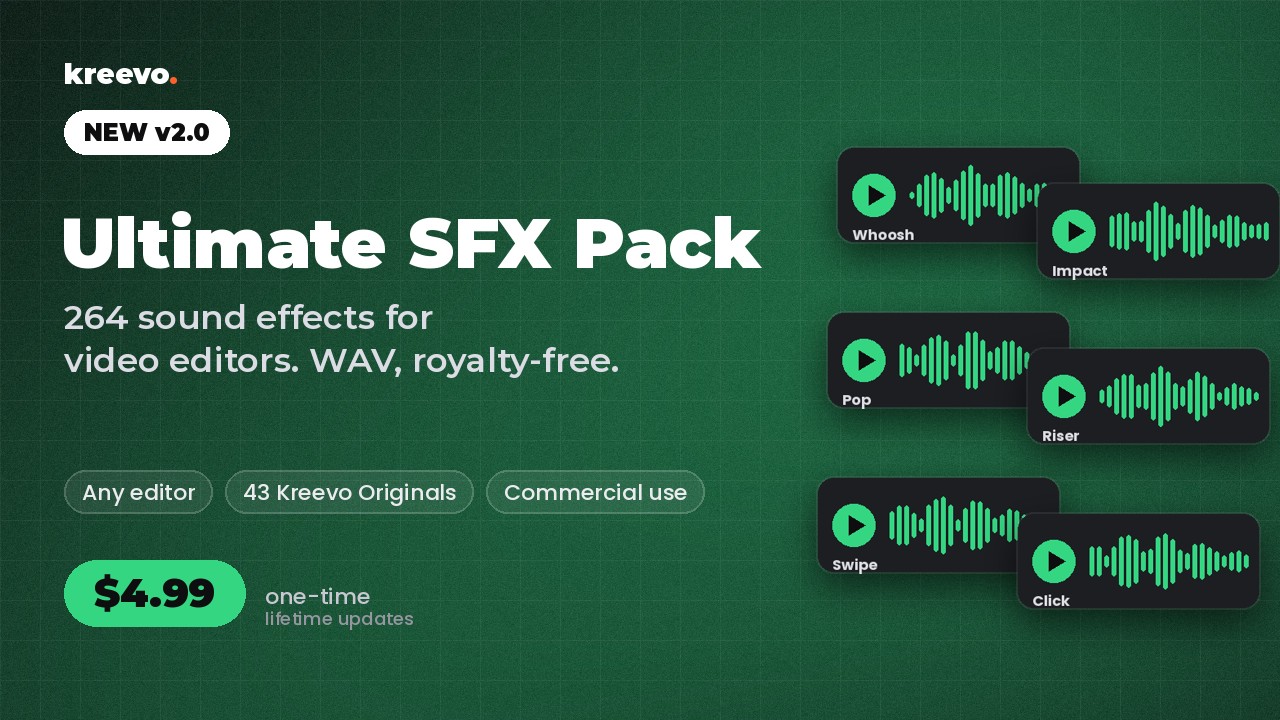 kreevo.
NEW v2.0
Ultimate SFX Pack
264 sound effects for
video editors. WAV, royalty-free.
Any editor
43 Kreevo Originals
Commercial use
$4.99
one-time
lifetime updates
Whoosh
Impact
Pop
Riser
Swipe
Click